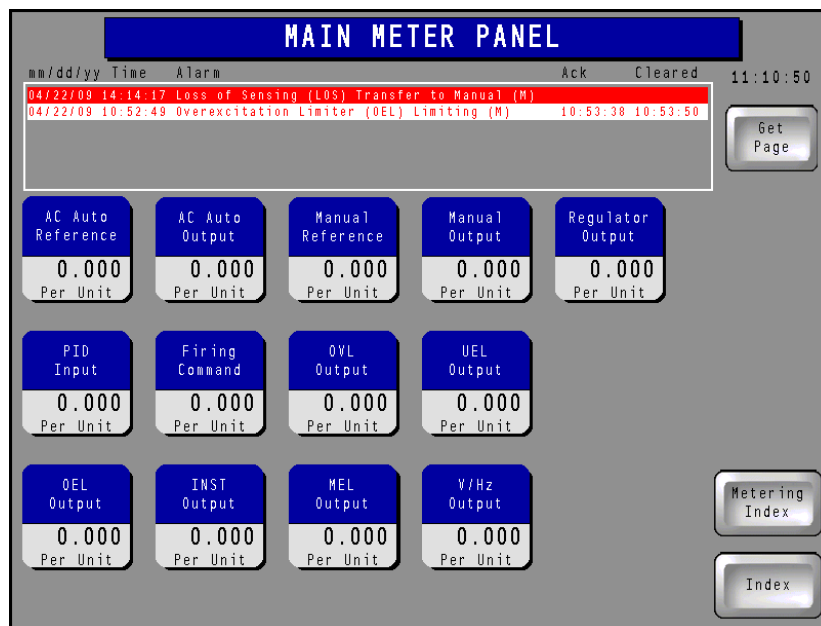 MAIN METER PANEL
mm/dd/yy Time Alarm Ack Cleared
11:10:50
04/22/09 14:14:17 Loss of Sensing (LOS) Transfer to Manual (M)
04/22/09 10:52:49 Overexcitation Limiter (OEL) Limiting (M) 10:53:38 10:53:50
Get
Page
AC Auto
Reference
0.000
Per Unit
AC Auto
Output
0.000
Per Unit
Manual
Reference
0.000
Per Unit
Manual
Output
0.000
Per Unit
Regulator
Output
0.000
Per Unit
PID
Input
0.000
Per Unit
Firing
Command
0.000
Per Unit
OVL
Output
0.000
Per Unit
UEL
Output
0.000
Per Unit
OEL
Output
0.000
Per Unit
INST
Output
0.000
Per Unit
MEL
Output
0.000
Per Unit
V/Hz
Output
0.000
Per Unit
Metering
Index
Index